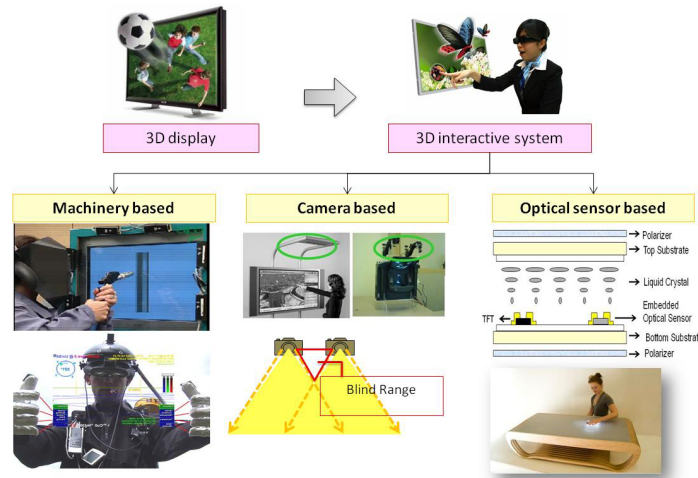 3D display
3D interactive system
Machinery based
Camera based
Optical sensor based
Polarizer
Top Substrate
Liquid Crystal
TFT
Embedded
Optical Sensor
Bottom Substrat
Polarizer
Blind Range